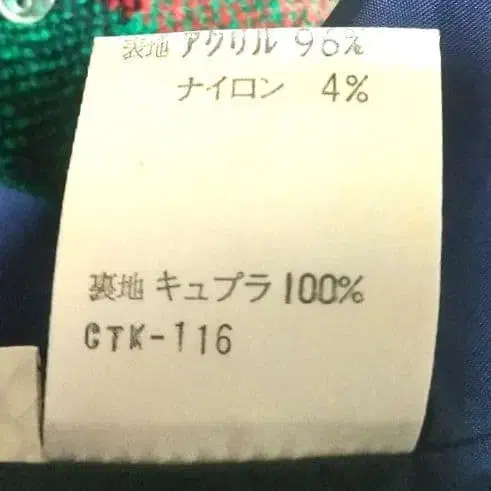 表地 アクリル 96%
ナイロン 4%
裏地 キュプラ 100%
CTK-116